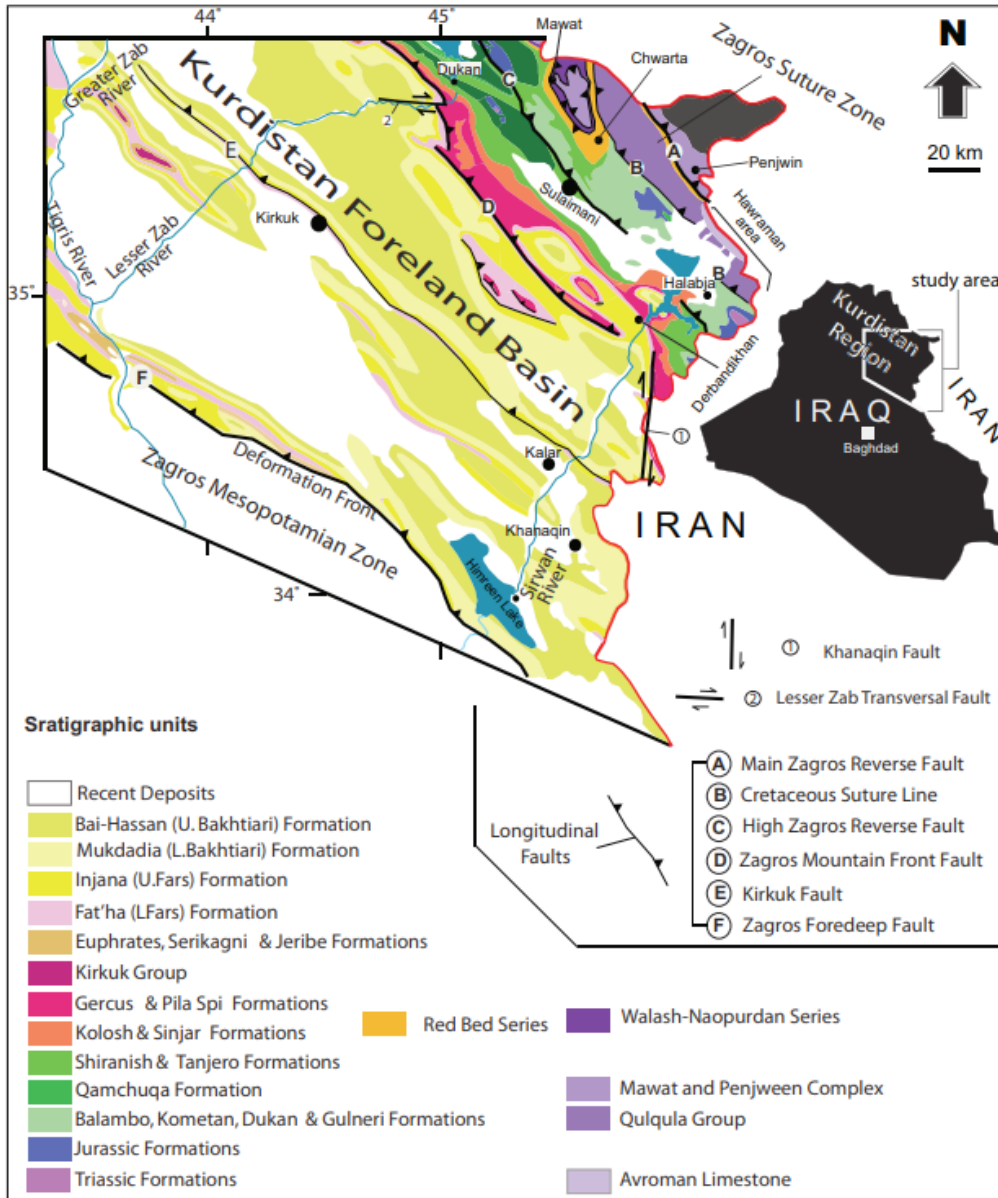 44°
45°
Mawat
Zagros Suture Zone
N
Greater Zab
River
Dukan
C
Chwarta
20 km
2
A
Penjwin
B
E
Kurdistan Foreland Basin
Sulaimani
Hawraman
area
D
Kirkuk
Tigris River
Lesser Zab
River
35°
B
Halabja
study area
Kurdistan
Region
IRAN
Derbandikhan
F
IRAQ
Baghdad
1
Deformation Front
Kalar
Zagros Mesopotamian Zone
IRAN
Khanaqin
34°
Himreen Lake
Sirwan
River
1 Khanaqin Fault
2 Lesser Zab Transversal Fault
Sratigraphic units
A Main Zagros Reverse Fault
B Cretaceous Suture Line
C High Zagros Reverse Fault
D Zagros Mountain Front Fault
E Kirkuk Fault
F Zagros Foredeep Fault
Longitudinal
Faults
Recent Deposits
Bai-Hassan (U. Bakhtiari) Formation
Mukdadia (L.Bakhtiari) Formation
Injana (U.Fars) Formation
Fat'ha (LFars) Formation
Euphrates, Serikagni & Jeribe Formations
Kirkuk Group
Gercus & Pila Spi Formations
Kolosh & Sinjar Formations
Shiranish & Tanjero Formations
Qamchuqa Formation
Balambo, Kometan, Dukan & Gulneri Formations
Jurassic Formations
Triassic Formations
Red Bed Series
Walash-Naopurdan Series
Mawat and Penjween Complex
Qulqula Group
Avroman Limestone